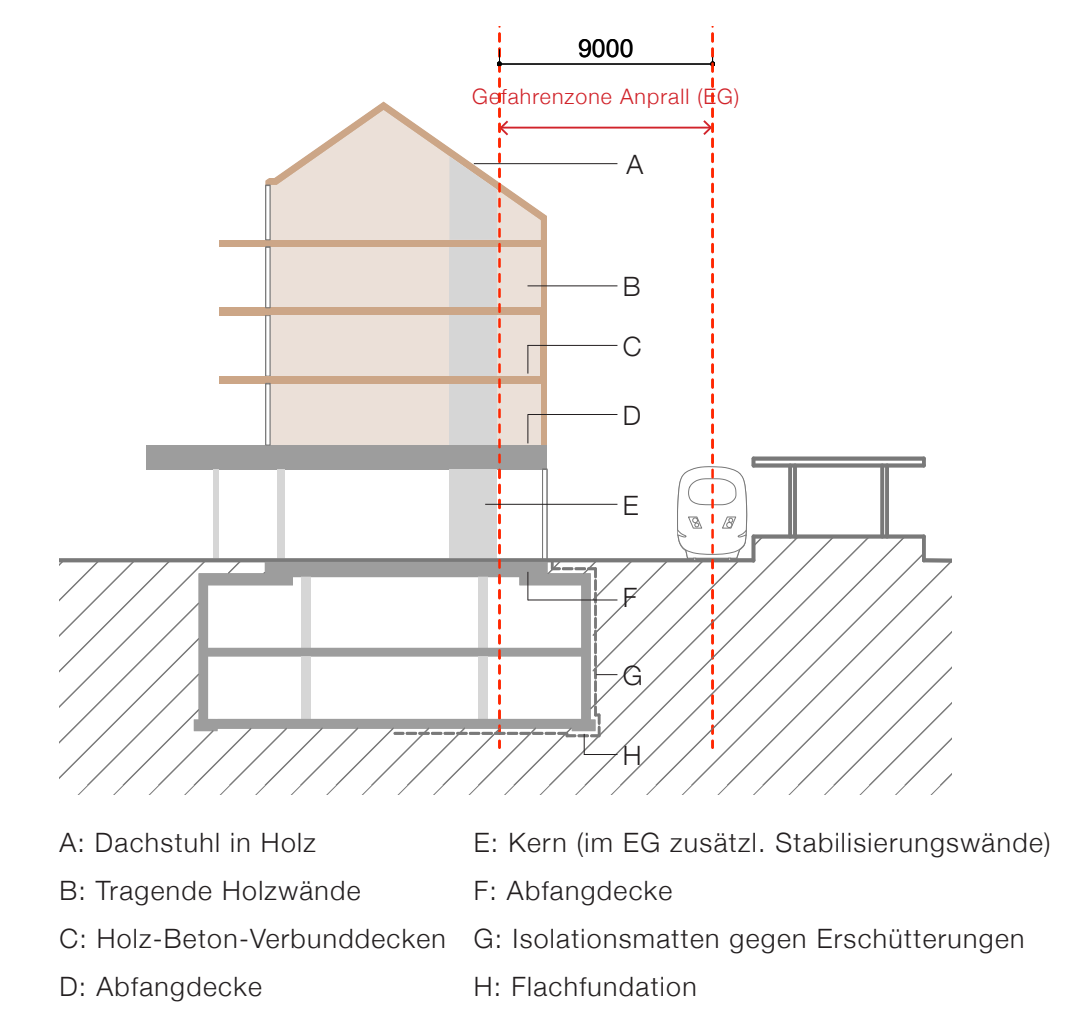 9000
Gefahrenzone Anprall (EG)
A
B
C
D
E
F
G
H
A: Dachstuhl in Holz
B: Tragende Holzwände
C: Holz-Beton-Verbunddecken
D: Abfangdecke
E: Kern (im EG zusätzl. Stabilisierungswände)
F: Abfangdecke
G: Isolationsmatten gegen Erschütterungen
H: Flachfundation